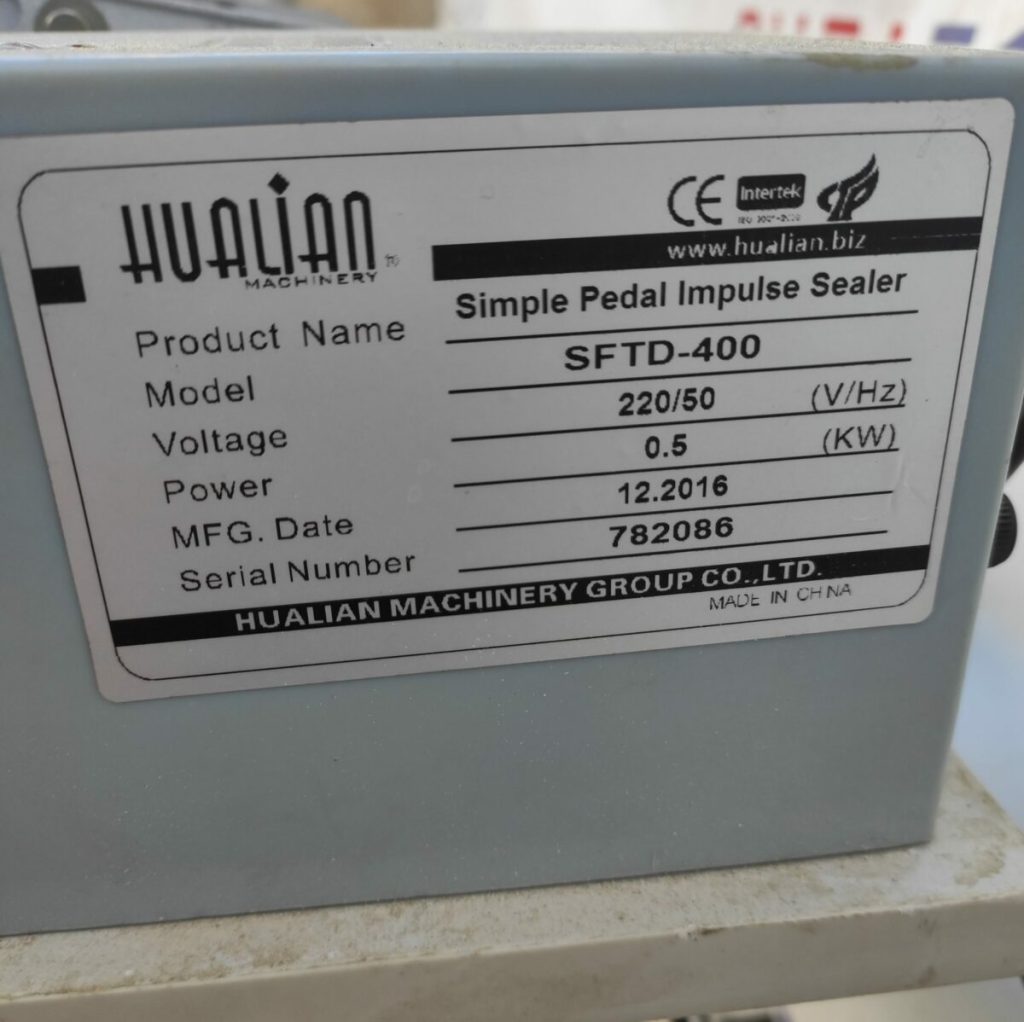 HUALIAN
MACHINERY
CE Intertek
www.hualian.biz
Product Name Simple Pedal Impulse Sealer
Model SFTD-400
Voltage 220/50 (V/Hz)
Power 0.5 (KW)
MFG. Date 12.2016
Serial Number 782086
HUALIAN MACHINERY GROUP CO.,LTD.
MADE IN CHINA